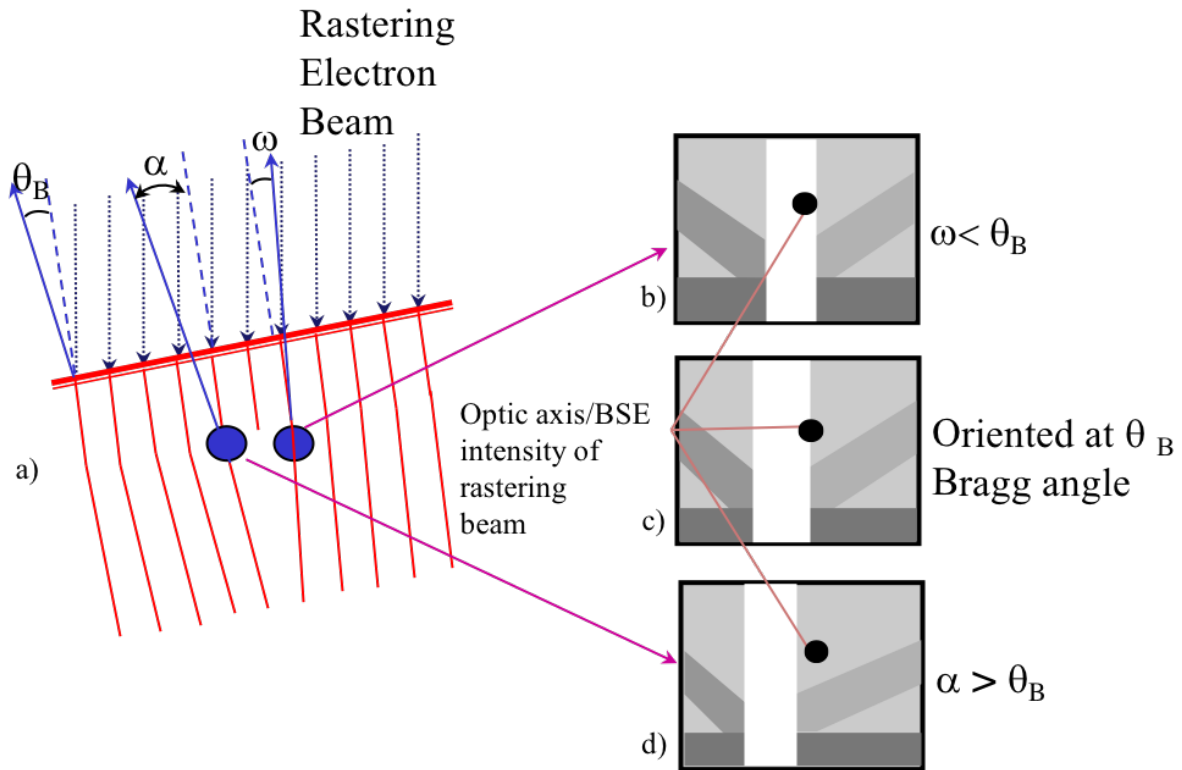 Rastering
Electron
Beam
θB
α
ω
a)
Optic axis/BSE
intensity of
rastering
beam
b)
ω< θB
c)
Oriented at θ B
Bragg angle
d)
α > θB